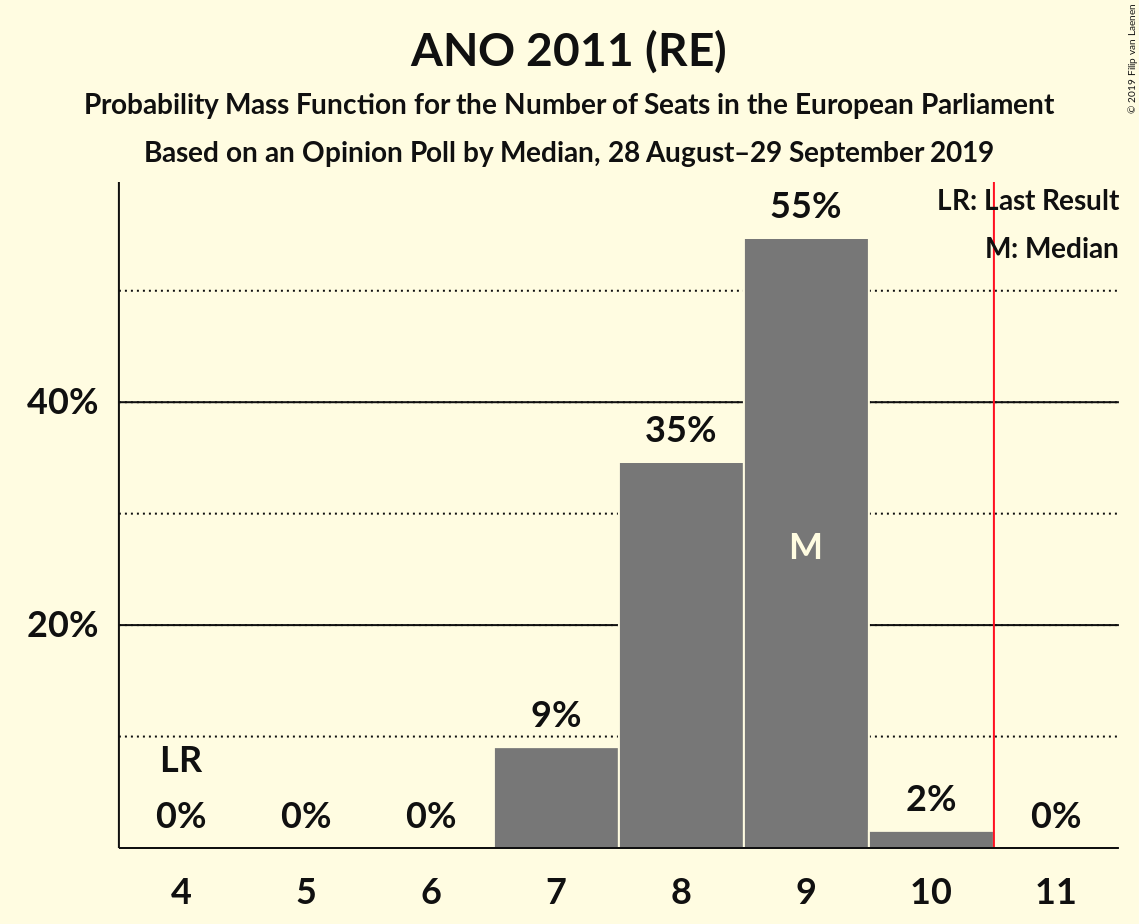 ANO 2011 (RE)
Probability Mass Function for the Number of Seats in the European Parliament
Based on an Opinion Poll by Median, 28 August–29 September 2019
© 2019 Filip van Laenen
LR: Last Result
M: Median
55%
40%
35%
M
20%
9%
LR
0%
0%
0%
2%
0%
4
5
6
7
8
9
10
11